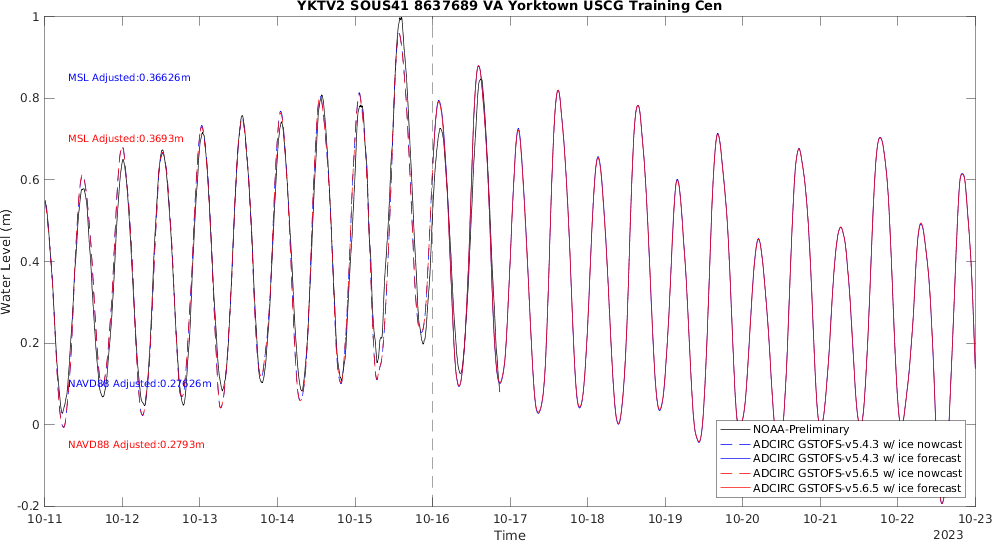 YKTV2 SOUS41 8637689 VA Yorktown USCG Training Cen
1
0.8
0.6
0.4
0.2
0
-0.2
Water Level (m)
MSL Adjusted:0.36626m
MSL Adjusted:0.3693m
NAVD88 Adjusted:0.27626m
NAVD88 Adjusted:0.2793m
NOAA-Preliminary
ADCIRC GSTOFS-v5.4.3 w/ ice nowcast
ADCIRC GSTOFS-v5.4.3 w/ ice forecast
ADCIRC GSTOFS-v5.6.5 w/ ice nowcast
ADCIRC GSTOFS-v5.6.5 w/ ice forecast
10-11 10-12 10-13 10-14 10-15 10-16 10-17 10-18 10-19 10-20 10-21 10-22 10-23
Time
2023